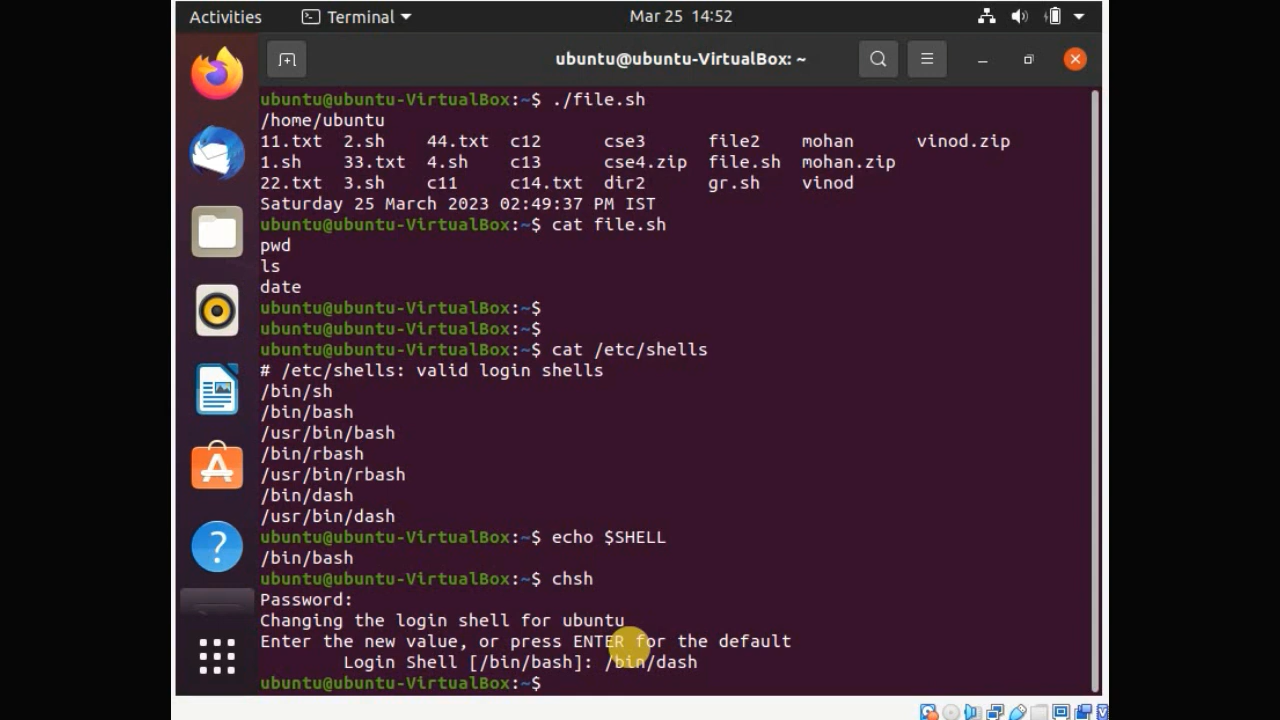 Activities Terminal Mar 25 14:52
ubuntu@ubuntu-VirtualBox: ~
ubuntu@ubuntu-VirtualBox:~$ ./file.sh
/home/ubuntu
11.txt 2.sh 44.txt c12 cse3 file2 mohan vinod.zip
1.sh 33.txt 4.sh c13 cse4.zip file.sh mohan.zip
22.txt 3.sh c11 c14.txt dir2 gr.sh vinod
Saturday 25 March 2023 02:49:37 PM IST
ubuntu@ubuntu-VirtualBox:~$ cat file.sh
pwd
ls
date
ubuntu@ubuntu-VirtualBox:~$
ubuntu@ubuntu-VirtualBox:~$
ubuntu@ubuntu-VirtualBox:~$ cat /etc/shells
# /etc/shells: valid login shells
/bin/sh
/bin/bash
/usr/bin/bash
/bin/rbash
/usr/bin/rbash
/bin/dash
/usr/bin/dash
ubuntu@ubuntu-VirtualBox:~$ echo $SHELL
/bin/bash
ubuntu@ubuntu-VirtualBox:~$ chsh
Password:
Changing the login shell for ubuntu
Enter the new value, or press ENTER for the default
Login Shell [/bin/bash]: /bin/dash
ubuntu@ubuntu-VirtualBox:~$